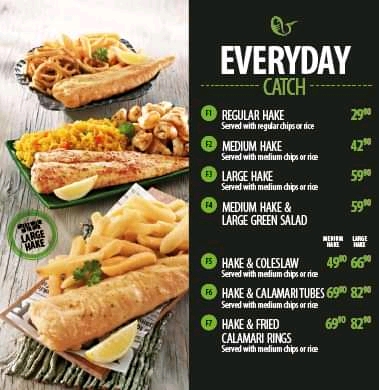 EVERYDAY
CATCH
F1 REGULAR HAKE 29⁹⁰
Served with regular chips or rice
F2 MEDIUM HAKE 42⁹⁰
Served with medium chips or rice
F3 LARGE HAKE 59⁹⁰
Served with medium chips or rice
F4 MEDIUM HAKE & 59⁹⁰
LARGE GREEN SALAD
MEDIUM HAKE LARGE HAKE
F5 HAKE & COLESLAW 49⁹⁰ 66⁹⁰
Served with medium chips or rice
F6 HAKE & CALAMARI TUBES 69⁹⁰ 82⁹⁰
Served with medium chips or rice
F7 HAKE & FRIED 69⁹⁰ 82⁹⁰
CALAMARI RINGS
Served with medium chips or rice
LARGE
HAKE